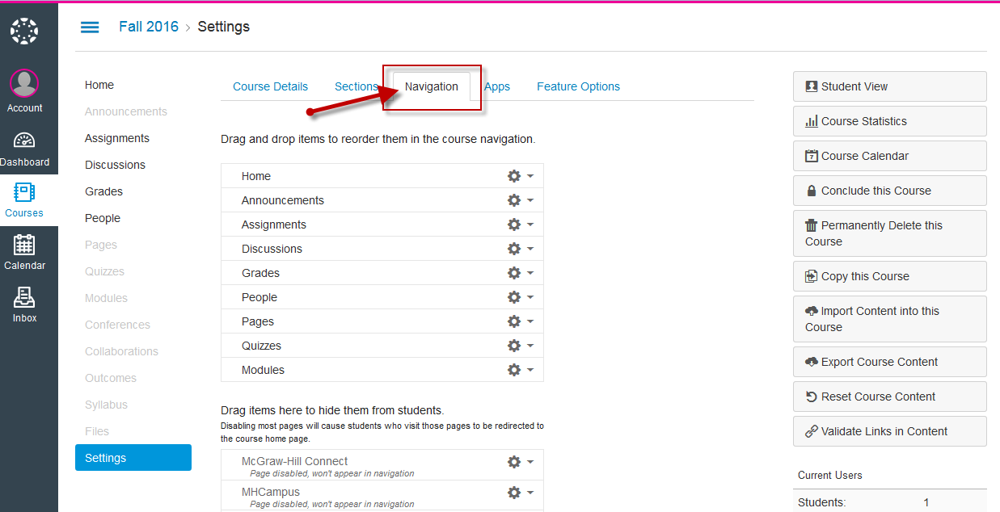 Fall 2016 > Settings
Account
Dashboard
Courses
Calendar
Inbox
Home
Announcements
Assignments
Discussions
Grades
People
Pages
Quizzes
Modules
Conferences
Collaborations
Outcomes
Syllabus
Files
Settings
Course Details Sections Navigation Apps Feature Options
Drag and drop items to reorder them in the course navigation.
Home
Announcements
Assignments
Discussions
Grades
People
Pages
Quizzes
Modules
Drag items here to hide them from students.
Disabling most pages will cause students who visit those pages to be redirected to
the course home page.
McGraw-Hill Connect
Page disabled, won't appear in navigation
MHCampus
Page disabled, won't appear in navigation
Student View
Course Statistics
7 Course Calendar
Conclude this Course
Permanently Delete this
Course
Copy this Course
Import Content into this
Course
Export Course Content
Reset Course Content
Validate Links in Content
Current Users
Students: 1